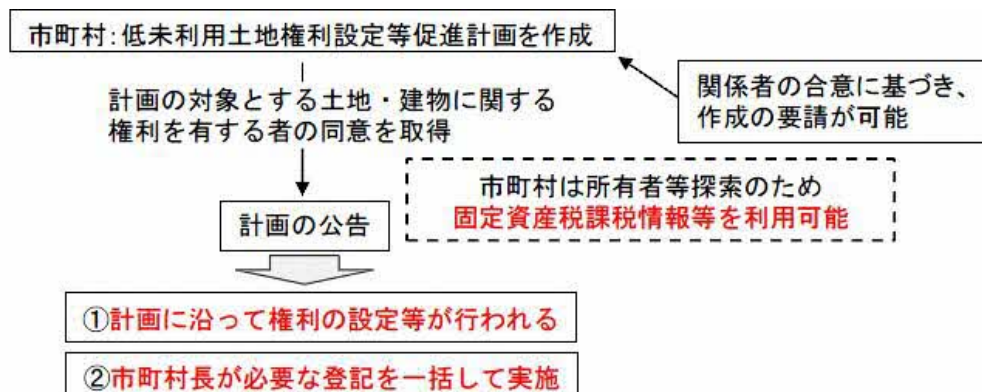 市町村：低未利用土地権利設定等促進計画を作成
関係者の合意に基づき、
作成の要請が可能
計画の対象とする土地・建物に関する
権利を有する者の同意を取得
市町村は所有者等探索のため
固定資産税課税情報等を利用可能
計画の公告
①計画に沿って権利の設定等が行われる
②市町村長が必要な登記を一括して実施